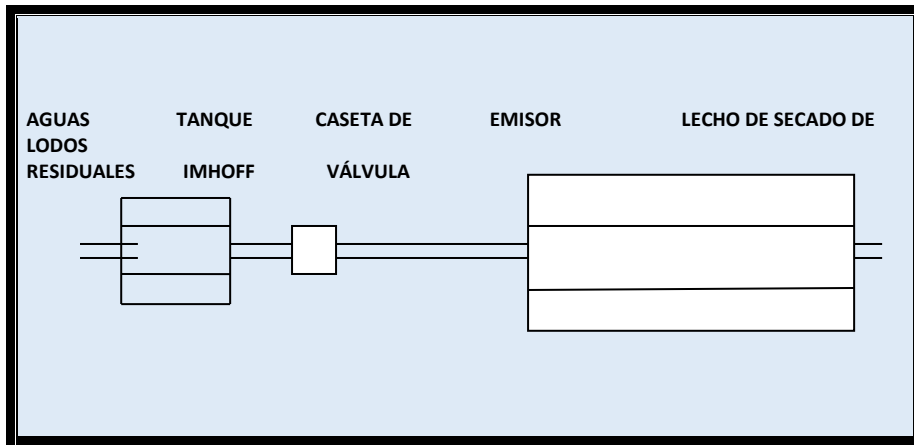 AGUAS TANQUE CASETA DE EMISOR LECHO DE SECADO DE
LODOS
RESIDUALES IMHOFF VÁLVULA